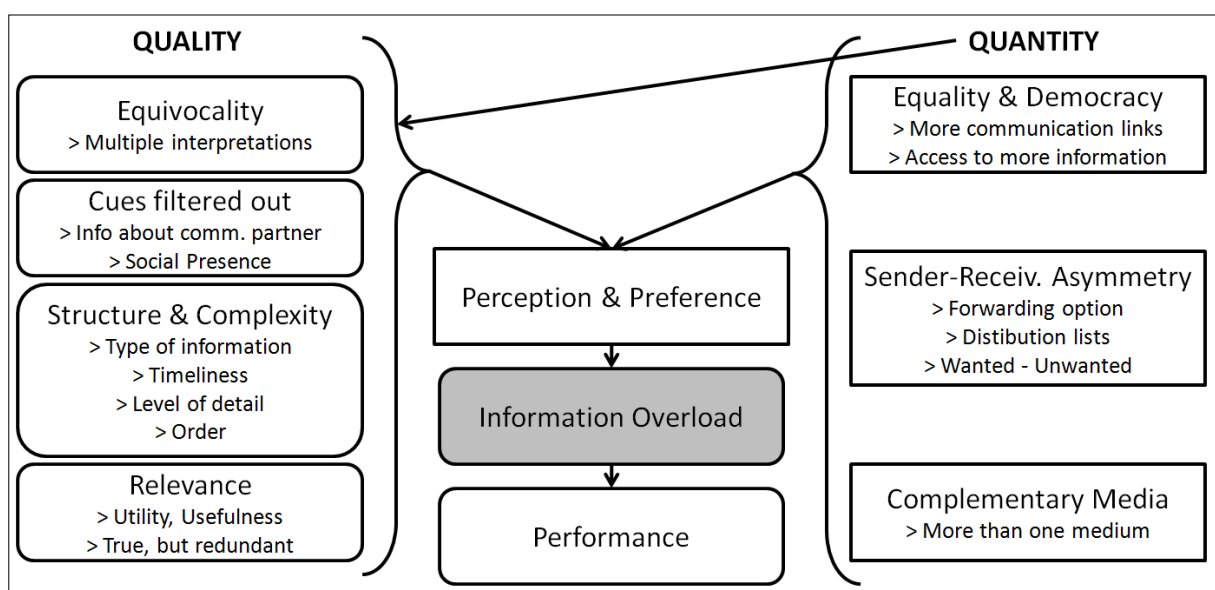 QUALITY
Equivocality
> Multiple interpretations
Cues filtered out
> Info about comm. partner
> Social Presence
Structure & Complexity
> Type of information
> Timeliness
> Level of detail
> Order
Relevance
> Utility, Usefulness
> True, but redundant
Perception & Preference
Information Overload
Performance
QUANTITY
Equality & Democracy
> More communication links
> Access to more information
Sender-Receiv. Asymmetry
> Forwarding option
> Distibution lists
> Wanted - Unwanted
Complementary Media
> More than one medium